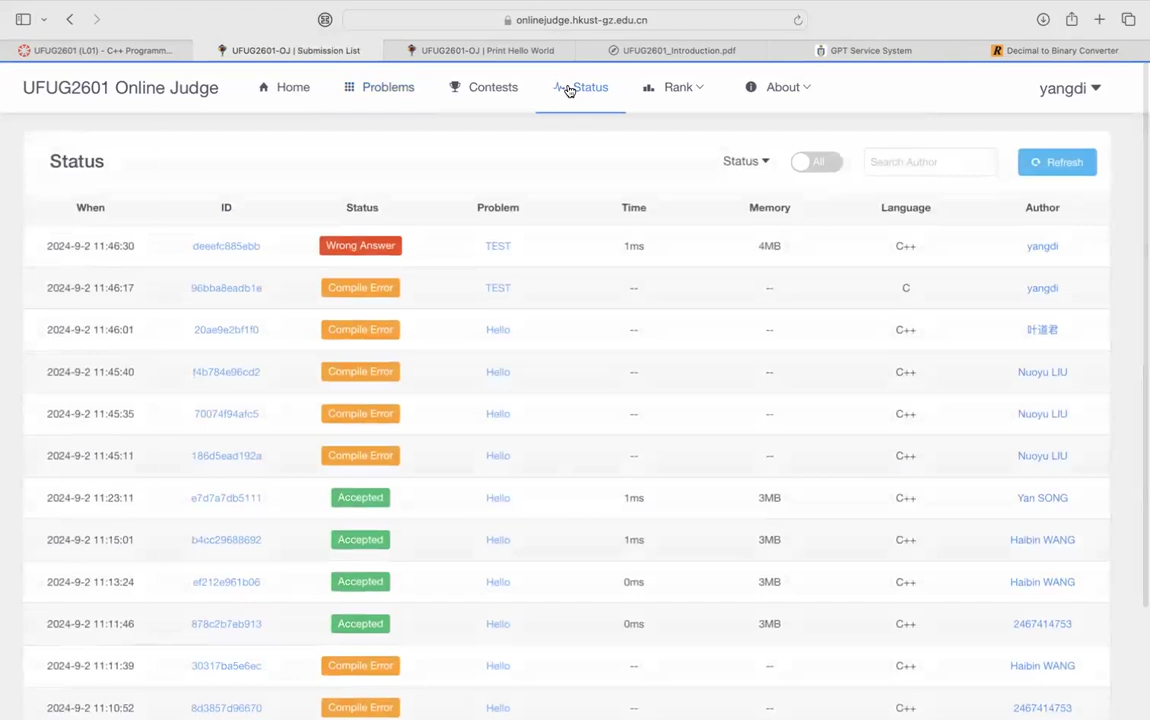 onlinejudge.hkust-gz.edu.cn
UFUG2601 (L01) - C++ Programm... UFUG2601-OJ | Submission List UFUG2601-OJ | Print Hello World UFUG2601_Introduction.pdf GPT Service System Decimal to Binary Converter
UFUG2601 Online Judge Home Problems Contests Status Rank About yangdi
Status Status All Search Author Refresh
When ID Status Problem Time Memory Language Author
2024-9-2 11:46:30 deeefc885ebb Wrong Answer TEST 1ms 4MB C++ yangdi
2024-9-2 11:46:17 96bba8eadb1e Compile Error TEST -- -- C yangdi
2024-9-2 11:46:01 20ae9e2bf1f0 Compile Error Hello -- -- C++ 叶道君
2024-9-2 11:45:40 f4b784e96cd2 Compile Error Hello -- -- C++ Nuoyu LIU
2024-9-2 11:45:35 70074f94afc5 Compile Error Hello -- -- C++ Nuoyu LIU
2024-9-2 11:45:11 186d5ead192a Compile Error Hello -- -- C++ Nuoyu LIU
2024-9-2 11:23:11 e7d7a7db5111 Accepted Hello 1ms 3MB C++ Yan SONG
2024-9-2 11:15:01 b4cc29688692 Accepted Hello 1ms 3MB C++ Haibin WANG
2024-9-2 11:13:24 ef212e961b06 Accepted Hello 0ms 3MB C++ Haibin WANG
2024-9-2 11:11:46 878c2b7eb913 Accepted Hello 0ms 3MB C++ 2467414753
2024-9-2 11:11:39 30317ba5e6ec Compile Error Hello -- -- C++ Haibin WANG
2024-9-2 11:10:52 8d3857d96670 Compile Error Hello -- -- C++ 2467414753